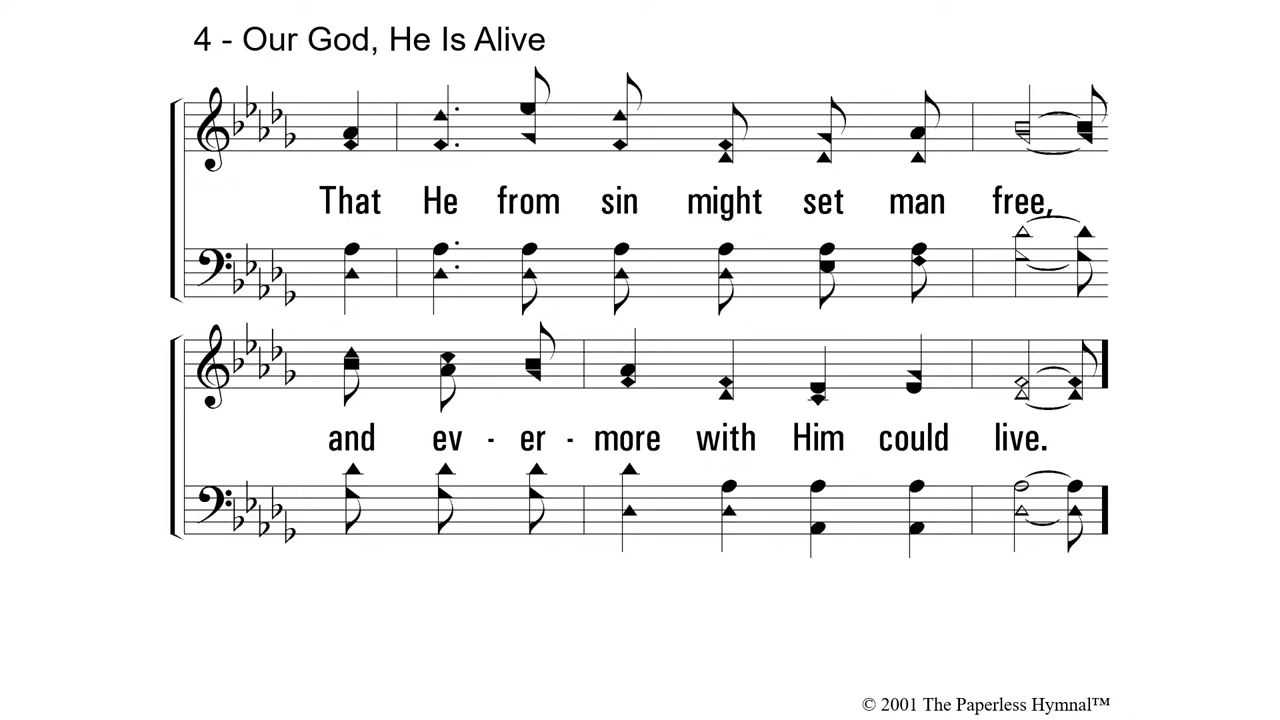 4 - Our God, He Is Alive
That He from sin might set man free,
and ev - er - more with Him could live.
© 2001 The Paperless Hymnal™